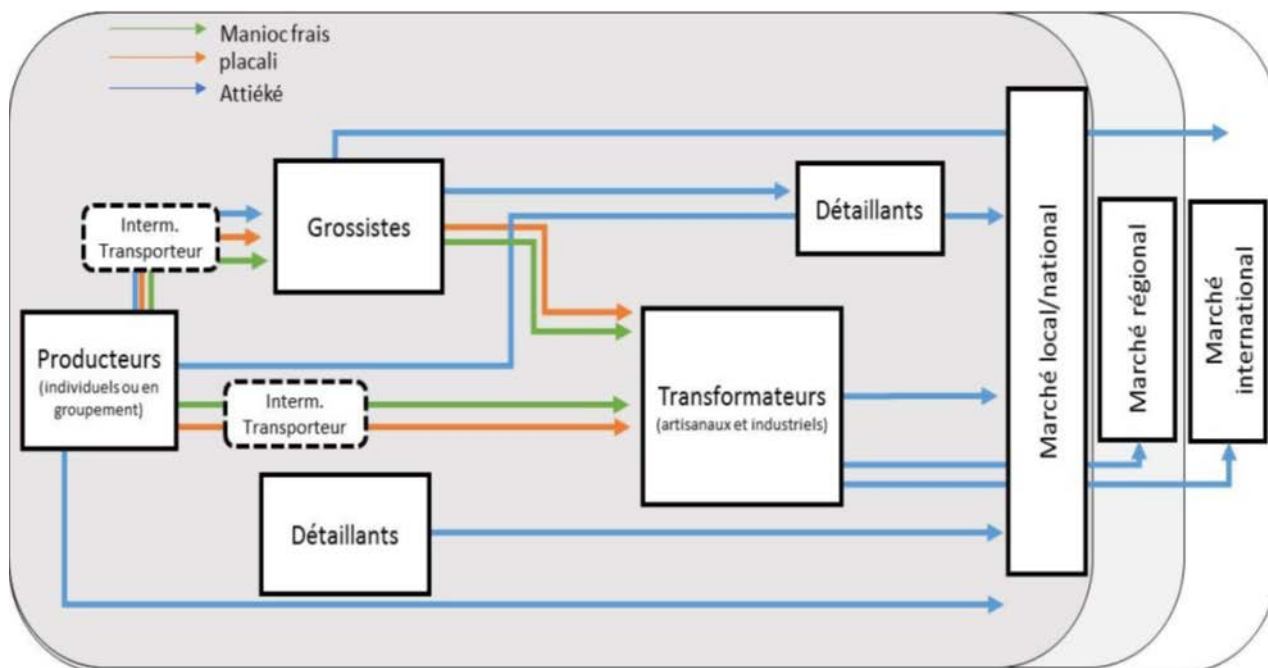 Manioc frais
placali
Attiéké
Grossistes
Détaillants
Interm.
Transporteur
Producteurs
(individuels ou en
groupement)
Interm.
Transporteur
Transformateurs
(artisanaux et industriels)
Détaillants
Marché local/national
Marché régional
Marché
international